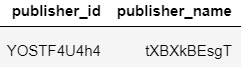 publisher_id publisher_name
YOSTF4U4h4 tXBXkBEsgT